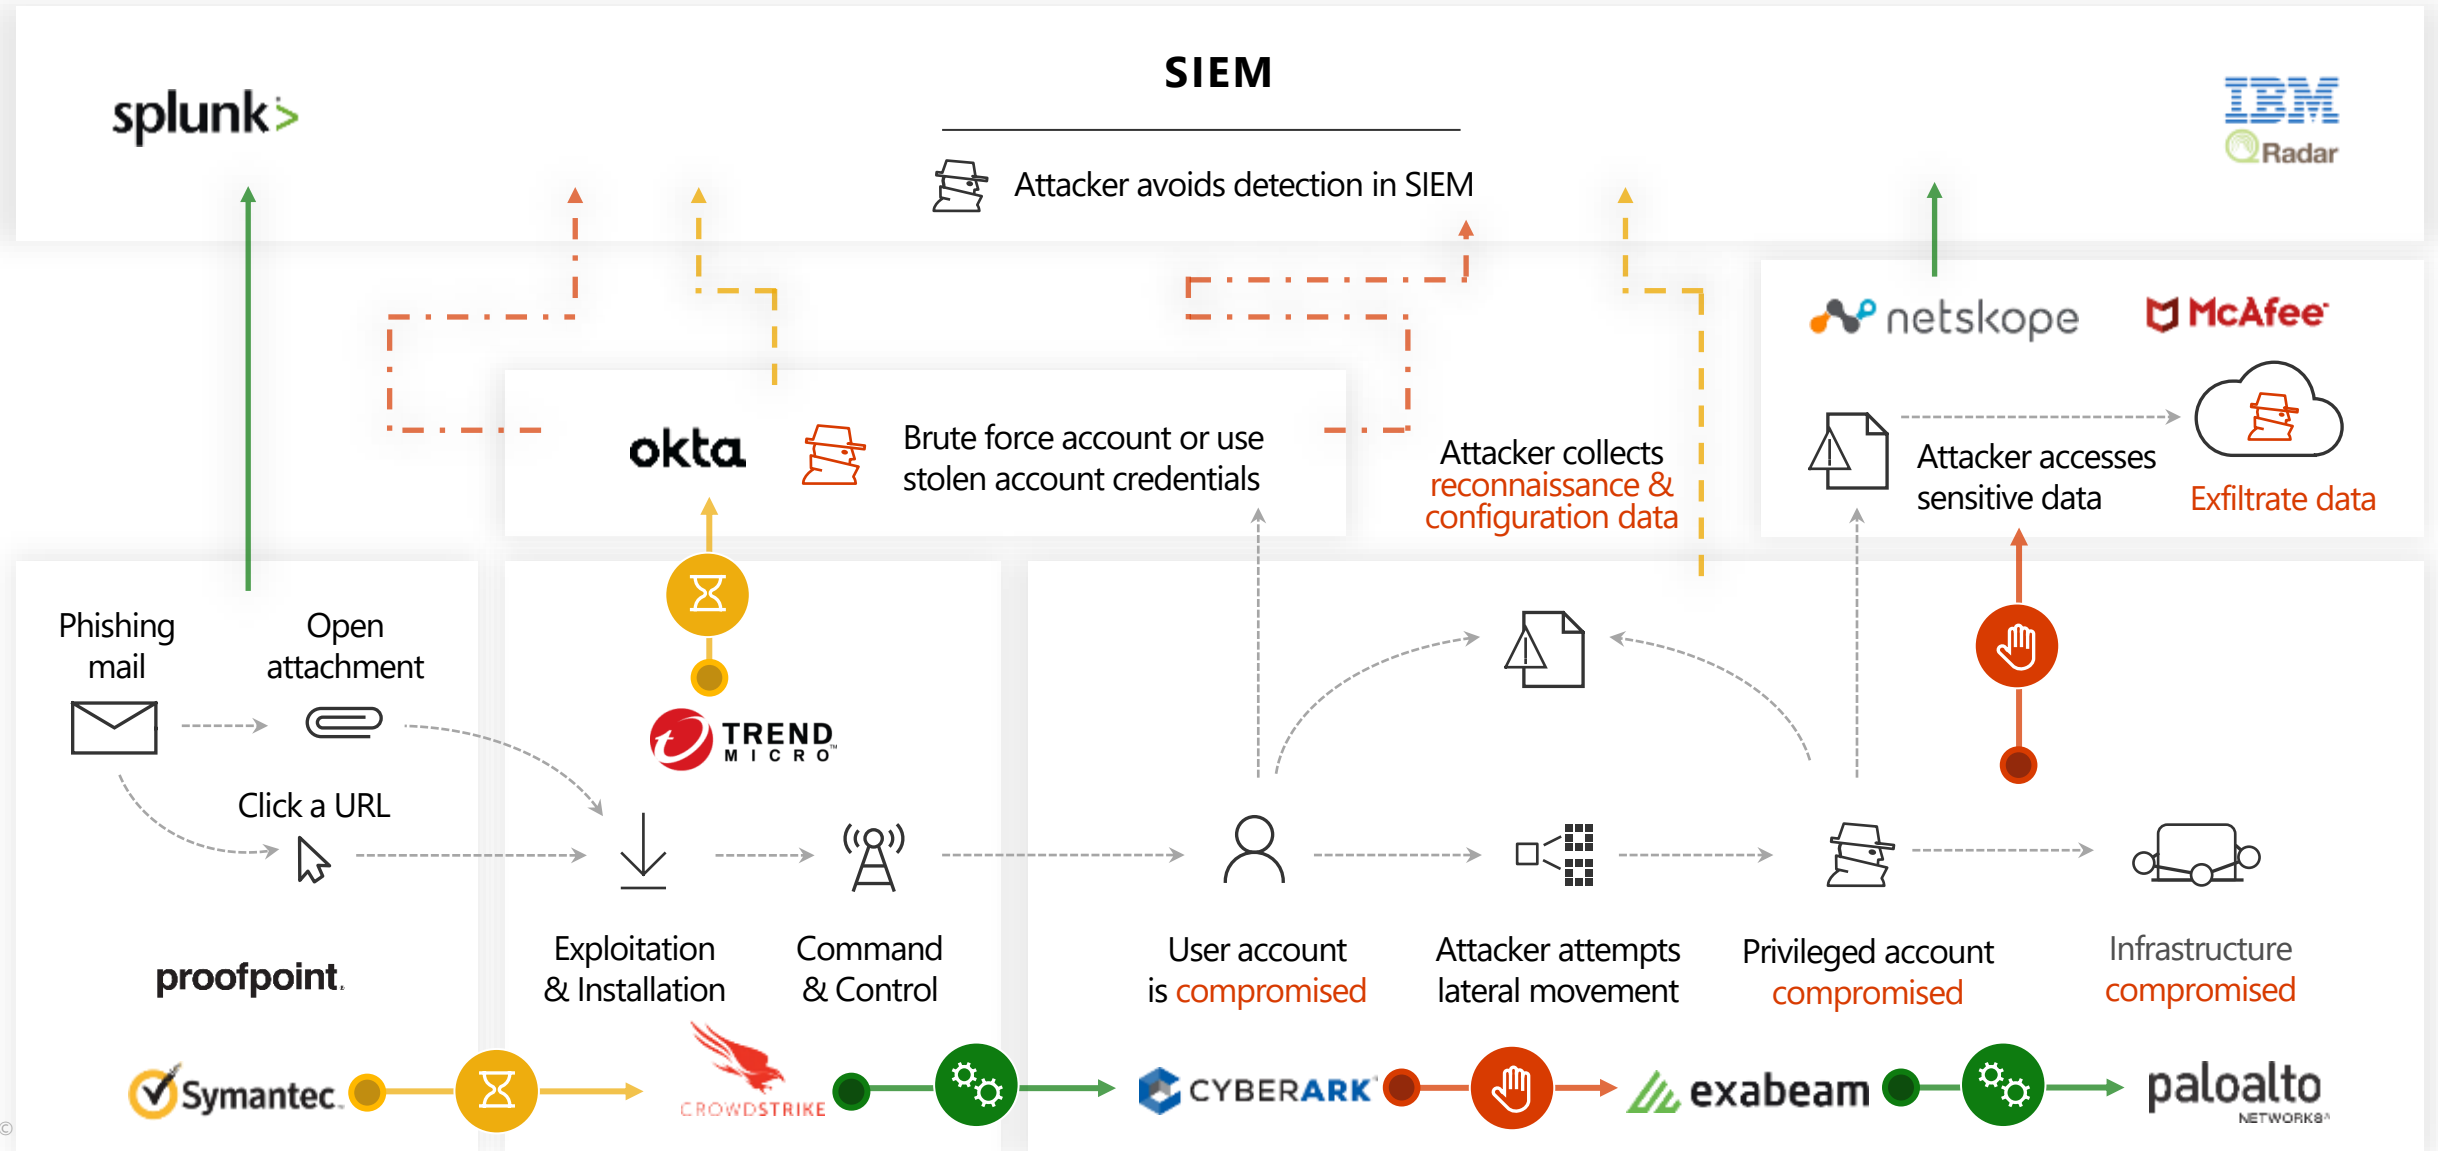 SIEM
splunk>
IBM
QRadar
Attacker avoids detection in SIEM
netskope
McAfee
okta
Brute force account or use
stolen account credentials
Attacker collects
reconnaissance &
configuration data
Attacker accesses
sensitive data
Exfiltrate data
Phishing
mail
Open
attachment
Click a URL
TREND
MICRO™
Exploitation
& Installation
Command
& Control
User account
is compromised
Attacker attempts
lateral movement
Privileged account
compromised
Infrastructure
compromised
proofpoint.
Symantec.
CROWDSTRIKE
CYBERARK
exabeam
paloalto
NETWORKS
©